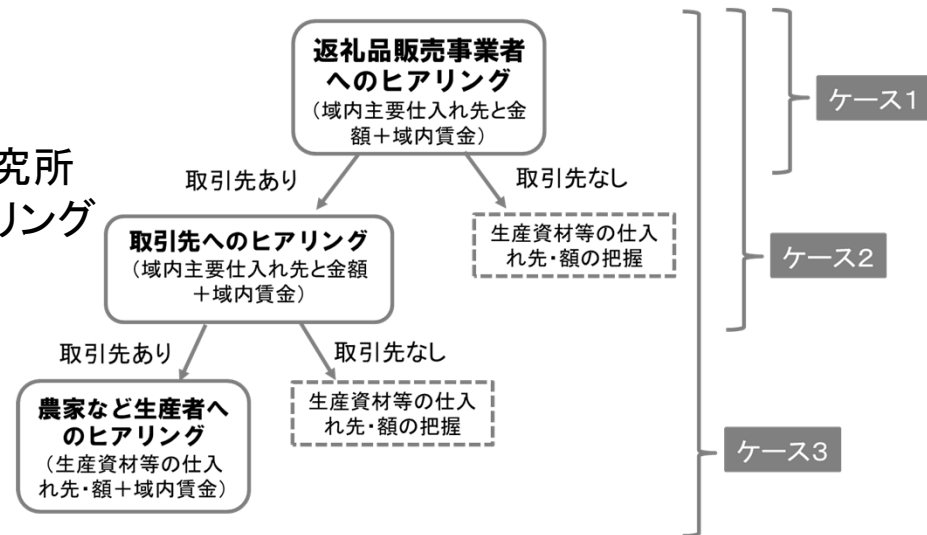 返礼品販売事業者
へのヒアリング
（域内主要仕入れ先と金
額＋域内賃金）
ケース1
究所
リング
取引先あり
取引先なし
取引先へのヒアリング
（域内主要仕入れ先と金額
＋域内賃金）
生産資材等の仕入
れ先・額の把握
ケース2
取引先あり
取引先なし
農家など生産者へ
のヒアリング
（生産資材等の仕入
れ先・額＋域内賃金）
生産資材等の仕入
れ先・額の把握
ケース3